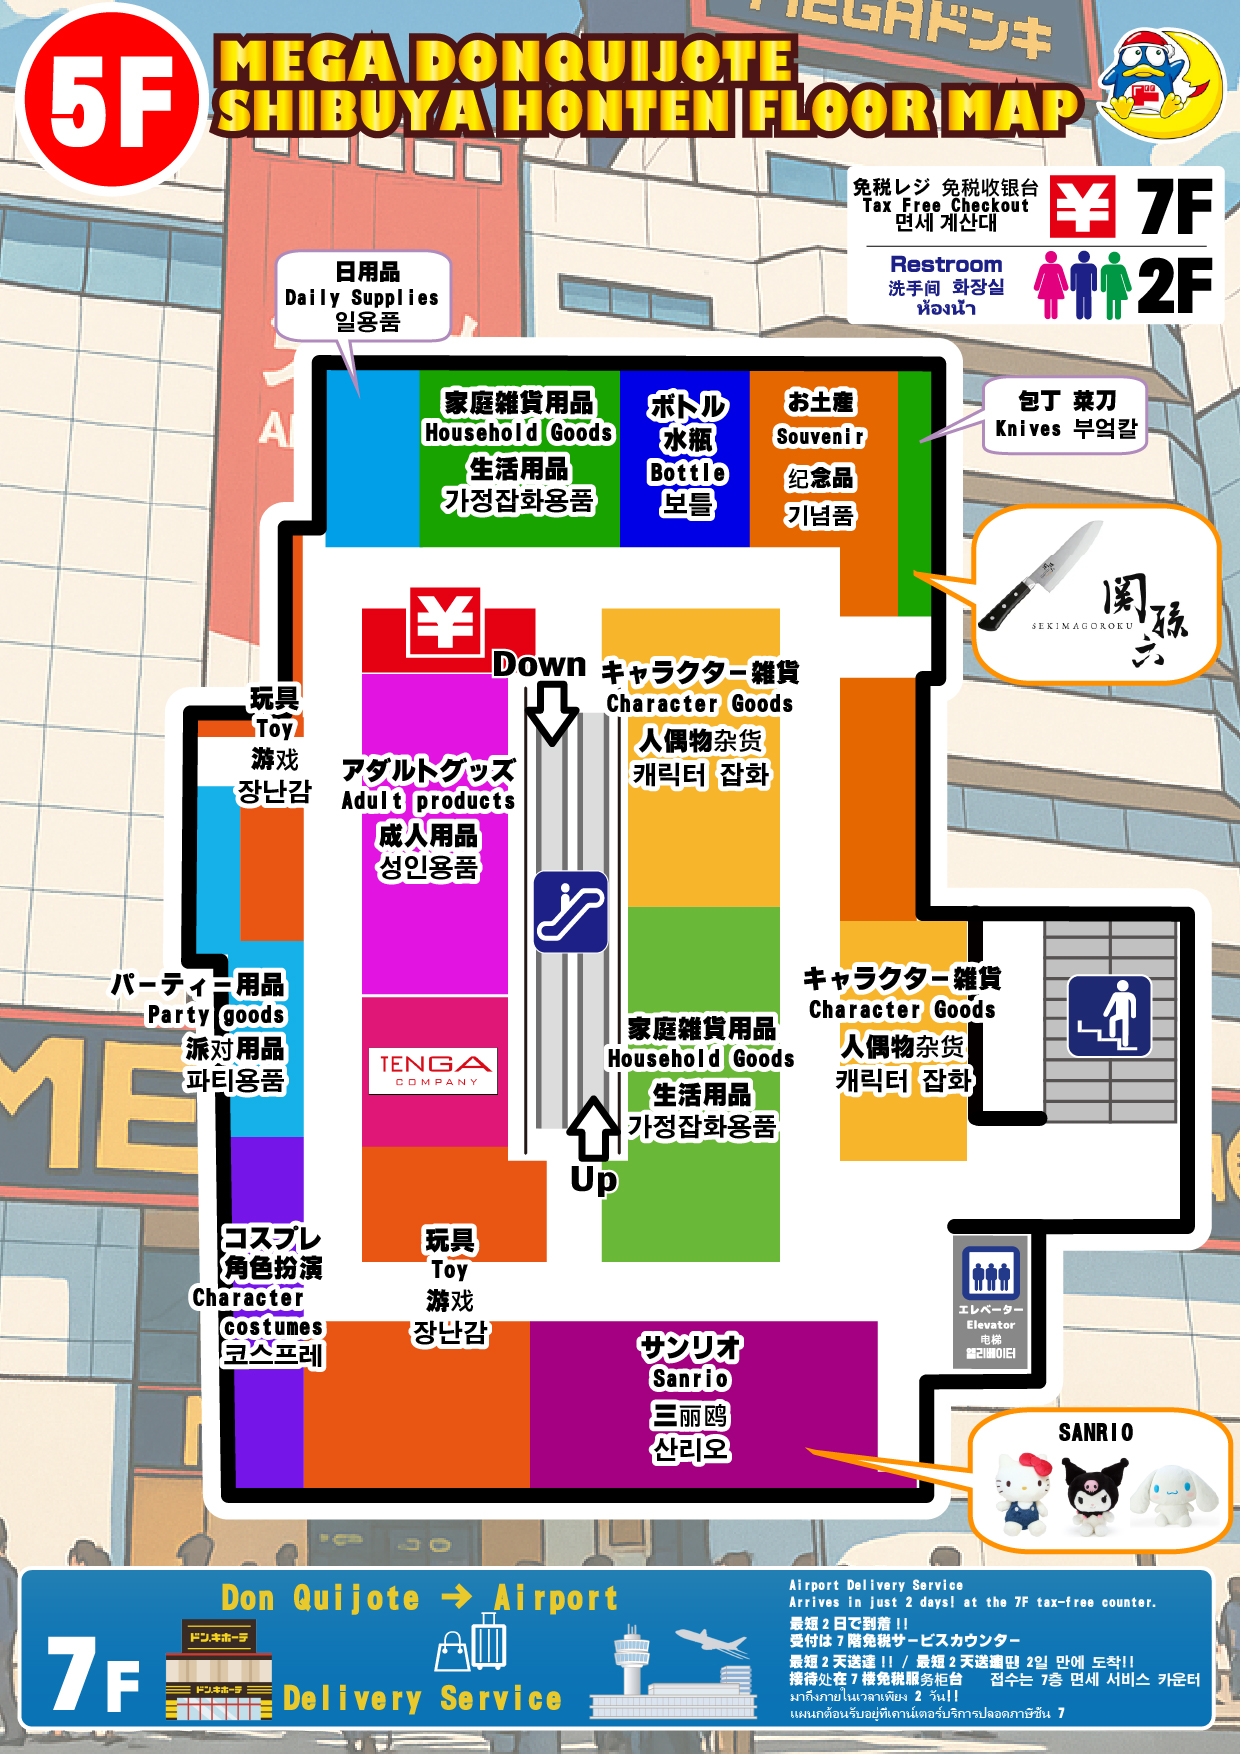 5F
MEGA DONQUIJOTE
SHIBUYA HONTEN FLOOR MAP
MEGAドンキ
免税レジ 免税收银台
Tax Free Checkout
면세 계산대
¥
7F
Restroom
洗手间 화장실
ห้องน้ำ
2F
日用品
Daily Supplies
일용품
家庭雑貨用品
Household Goods
生活用品
가정잡화용품
ボトル
水瓶
Bottle
보틀
お土産
Souvenir
纪念品
기념품
包丁 菜刀
Knives 부엌칼
関孫六
SEKIMAGOROKU
¥
Down
キャラクター雑貨
Character Goods
人偶物杂货
캐릭터 잡화
玩具
Toy
游戏
장난감
アダルトグッズ
Adult products
成人用品
성인용품
パーティー用品
Party goods
派对用品
파티용품
TENGA
COMPANY
家庭雑貨用品
Household Goods
生活用品
가정잡화용품
キャラクター雑貨
Character Goods
人偶物杂货
캐릭터 잡화
Up
コスプレ
角色扮演
Character
costumes
코스프레
玩具
Toy
游戏
장난감
エレベーター
Elevator
电梯
엘리베이터
サンリオ
Sanrio
三丽鸥
산리오
SANRIO
Don Quijote → Airport
7F
ドン.キホーテ
ドン.キホーテ
Delivery Service
Airport Delivery Service
Arrives in just 2 days! at the 7F tax-free counter.
最短2日で到着!!
受付は7階免税サービスカウンター
最短2天送達!! / 最短2天送達!! 2일 만에 도착!!
接待处在7楼免税服务柜台 접수는 7층 면세 서비스 카운터
มาถึงภายในเวลาเพียง 2 วัน!!
แผนกต้อนรับอยู่ที่เคาน์เตอร์บริการปลอดภาษีชั้น 7